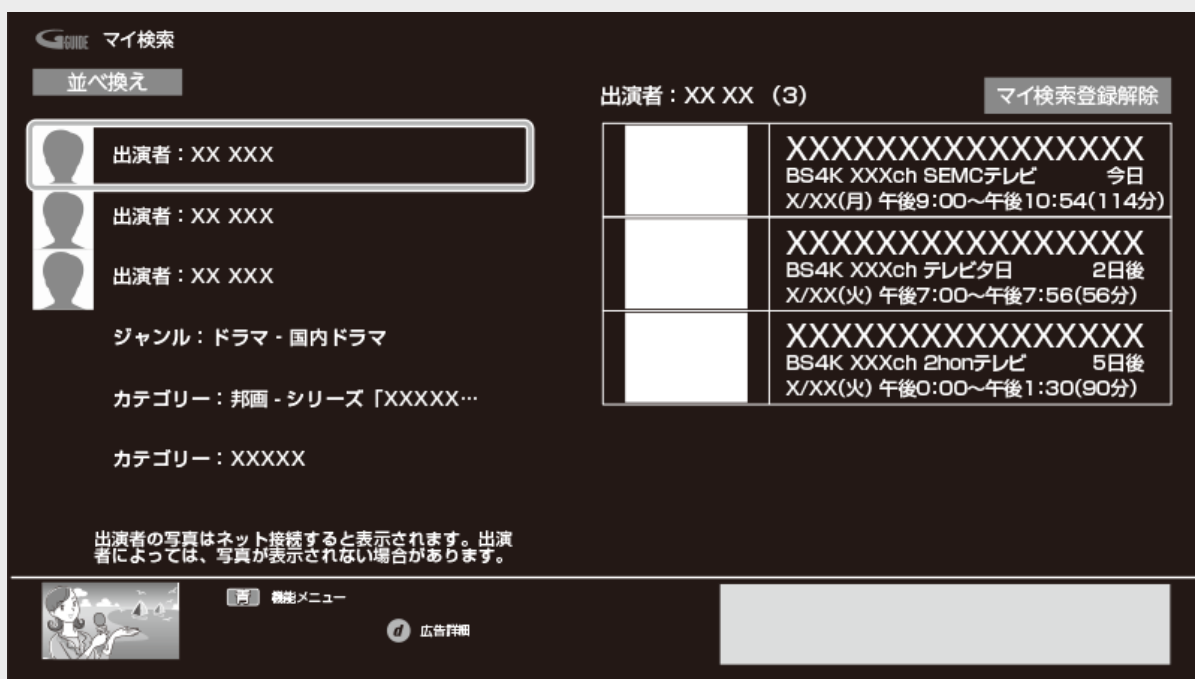 GGUIDE マイ検索
並べ換え
出演者：XX XXX
出演者：XX XXX
出演者：XX XXX
ジャンル：ドラマ - 国内ドラマ
カテゴリー：邦画 - シリーズ「XXXXX…
カテゴリー：XXXXX
出演者の写真はネット接続すると表示されます。出演
者によっては、写真が表示されない場合があります。
出演者：XX XX （3）
マイ検索登録解除
XXXXXXXXXXXXXXXX
BS4K XXXch SEMCテレビ 今日
X/XX(月) 午後9:00～午後10:54(114分)
XXXXXXXXXXXXXXXX
BS4K XXXch テレビ夕日 2日後
X/XX(火) 午後7:00～午後7:56(56分)
XXXXXXXXXXXXXXXX
BS4K XXXch 2honテレビ 5日後
X/XX(火) 午後0:00～午後1:30(90分)
青 機能メニュー
d 広告詳細